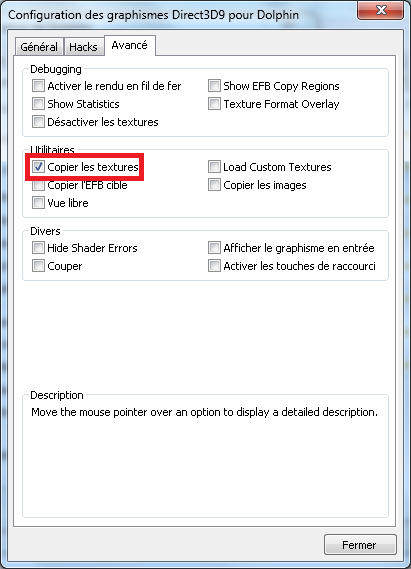 Configuration des graphismes Direct3D9 pour Dolphin
Général Hacks Avancé
Debugging
Activer le rendu en fil de fer Show EFB Copy Regions
Show Statistics Texture Format Overlay
Désactiver les textures
Utilitaires
Copier les textures Load Custom Textures
Copier l'EFB cible Copier les images
Vue libre
Divers
Hide Shader Errors Afficher le graphisme en entrée
Couper Activer les touches de raccourci
Description
Move the mouse pointer over an option to display a detailed description.
Fermer